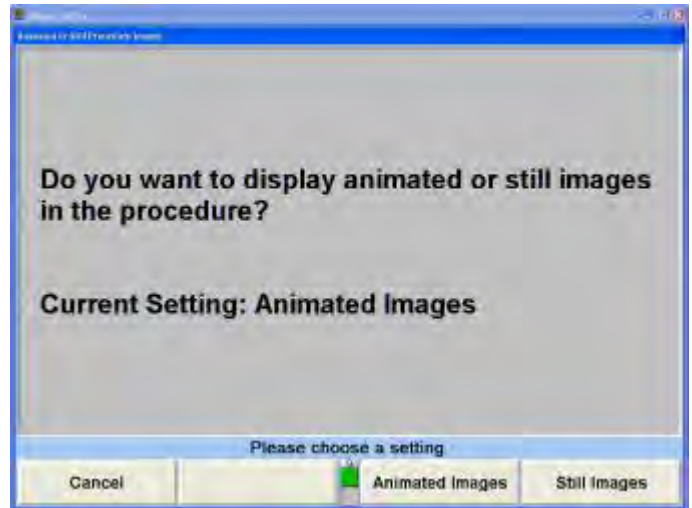 Do you want to display animated or still images
in the procedure?
Current Setting: Animated Images
Please choose a setting
Cancel
Animated Images
Still Images